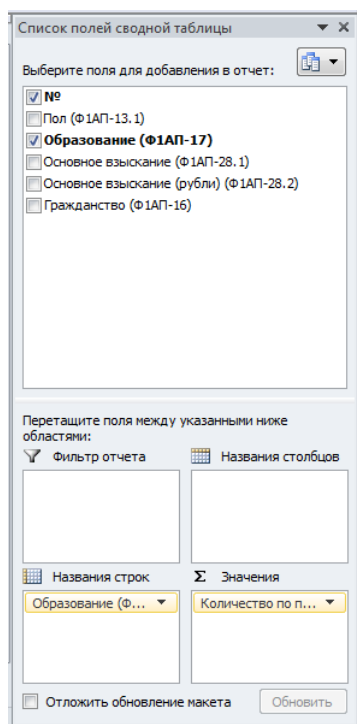 Список полей сводной таблицы
Выберите поля для добавления в отчет:
№
Пол (Ф1АП-13.1)
Образование (Ф1АП-17)
Основное взыскание (Ф1АП-28.1)
Основное взыскание (рубли) (Ф1АП-28.2)
Гражданство (Ф1АП-16)
Перетащите поля между указанными ниже
областями:
Фильтр отчета
Названия столбцов
Названия строк
Σ Значения
Образование (Ф...
Количество по п...
Отложить обновление макета
Обновить